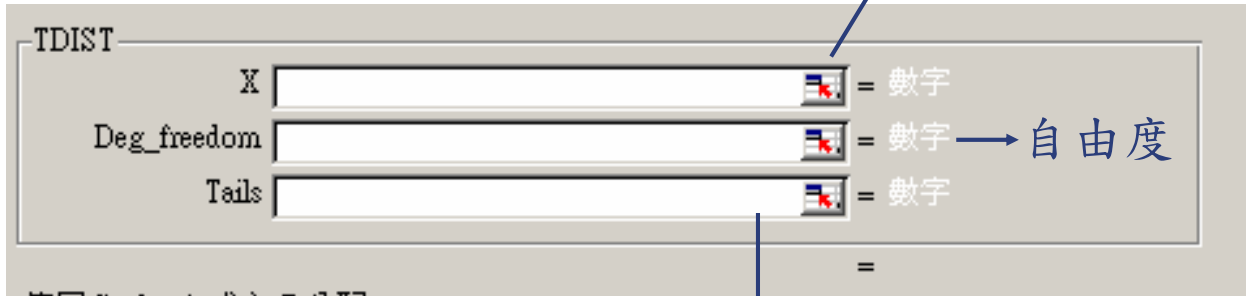 TDIST
X = 數字
Deg_freedom = 數字 自由度
Tails = 數字
=